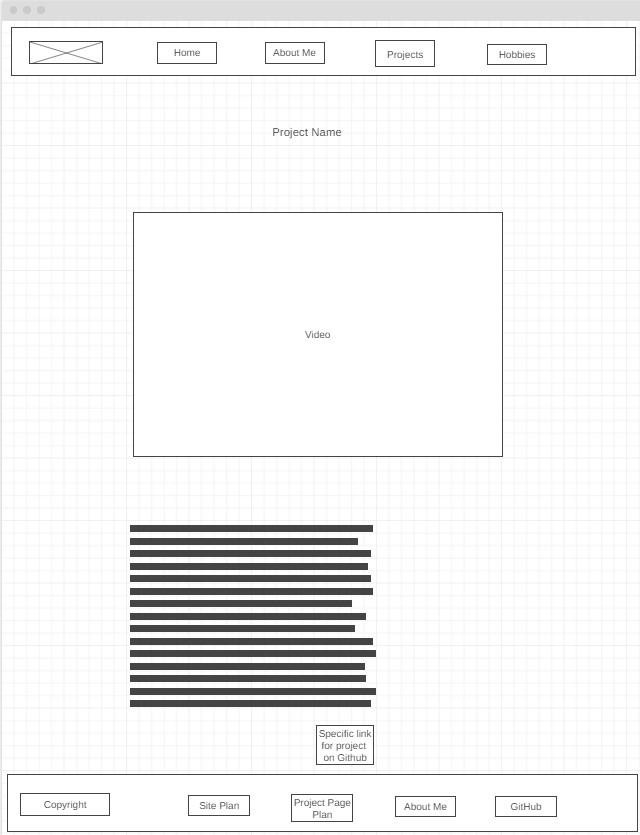 Home
About Me
Projects
Hobbies
Project Name
Video
Specific link
for project
on Github
Copyright
Site Plan
Project Page
Plan
About Me
GitHub